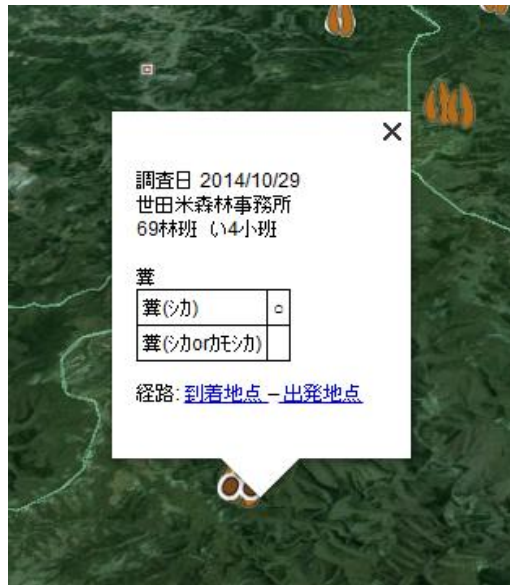 調査日 2014/10/29
世田米森林事務所
69林班 い4小班
糞
糞(シカ) ○
糞(シカorカモシカ)
経路: 到着地点 – 出発地点